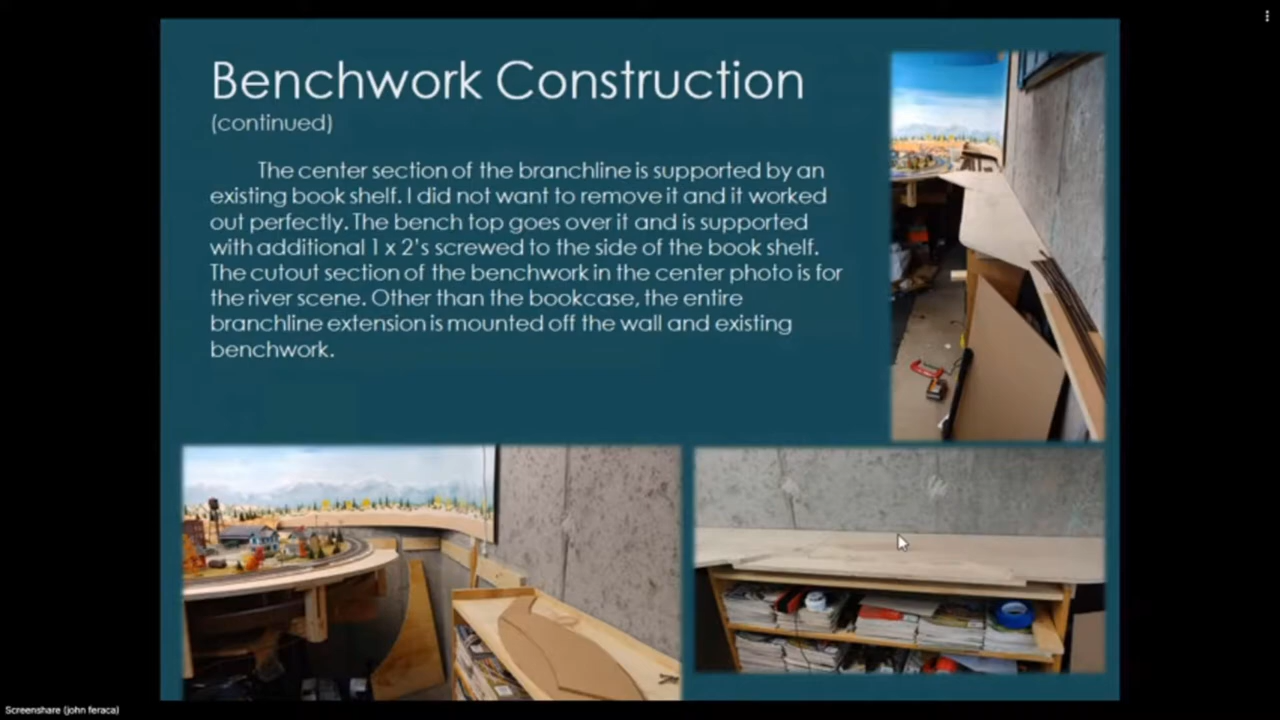 Benchwork Construction
(continued)
The center section of the branchline is supported by an
existing book shelf. I did not want to remove it and it worked
out perfectly. The bench top goes over it and is supported
with additional 1 x 2's screwed to the side of the book shelf.
The cutout section of the benchwork in the center photo is for
the river scene. Other than the bookcase, the entire
branchline extension is mounted off the wall and existing
benchwork.
Screenshare (john feraca)